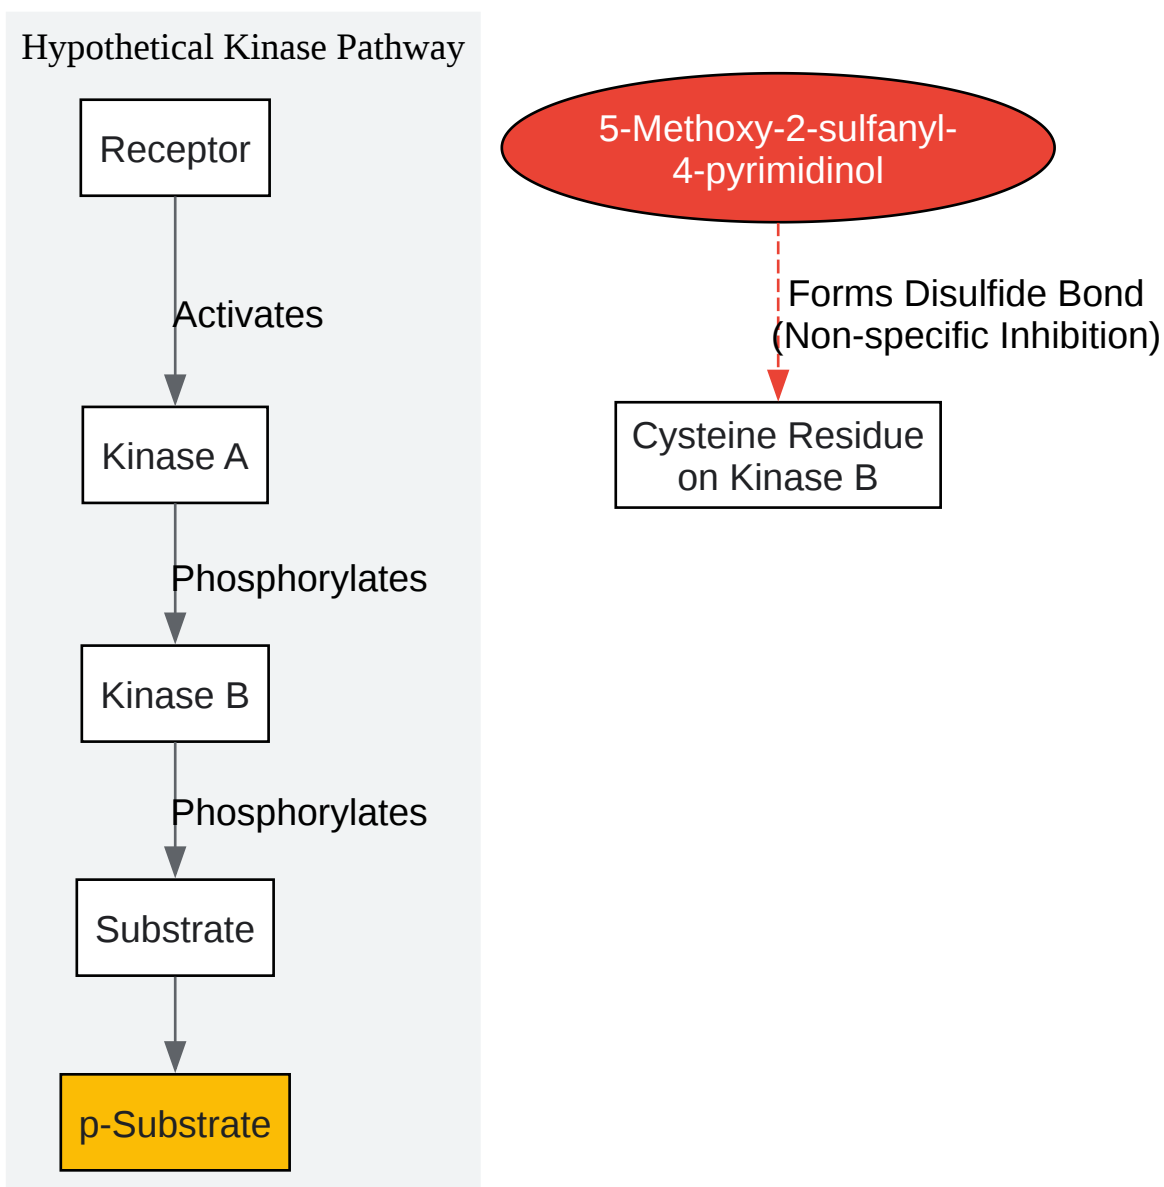 Hypothetical Kinase Pathway
Receptor
Activates
Kinase A
Phosphorylates
Kinase B
Phosphorylates
Substrate
p-Substrate
5-Methoxy-2-sulfanyl-
4-pyrimidinol
Forms Disulfide Bond
(Non-specific Inhibition)
Cysteine Residue
on Kinase B